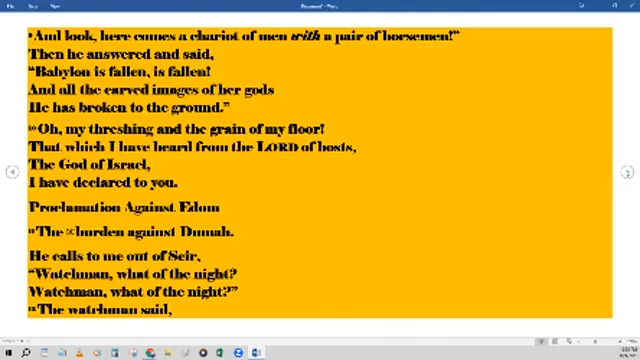 ⁹And look, here comes a chariot of men with a pair of horsemen!”
Then he answered and said,
“Babylon is fallen, is fallen!
And all the carved images of her gods
He has broken to the ground.”
¹⁰Oh, my threshing and the grain of my floor!
That which I have heard from the LORD of hosts,
The God of Israel,
I have declared to you.
Proclamation Against Edom
¹¹The burden against Dumah.
He calls to me out of Seir,
“Watchman, what of the night?
Watchman, what of the night?”
¹²The watchman said,